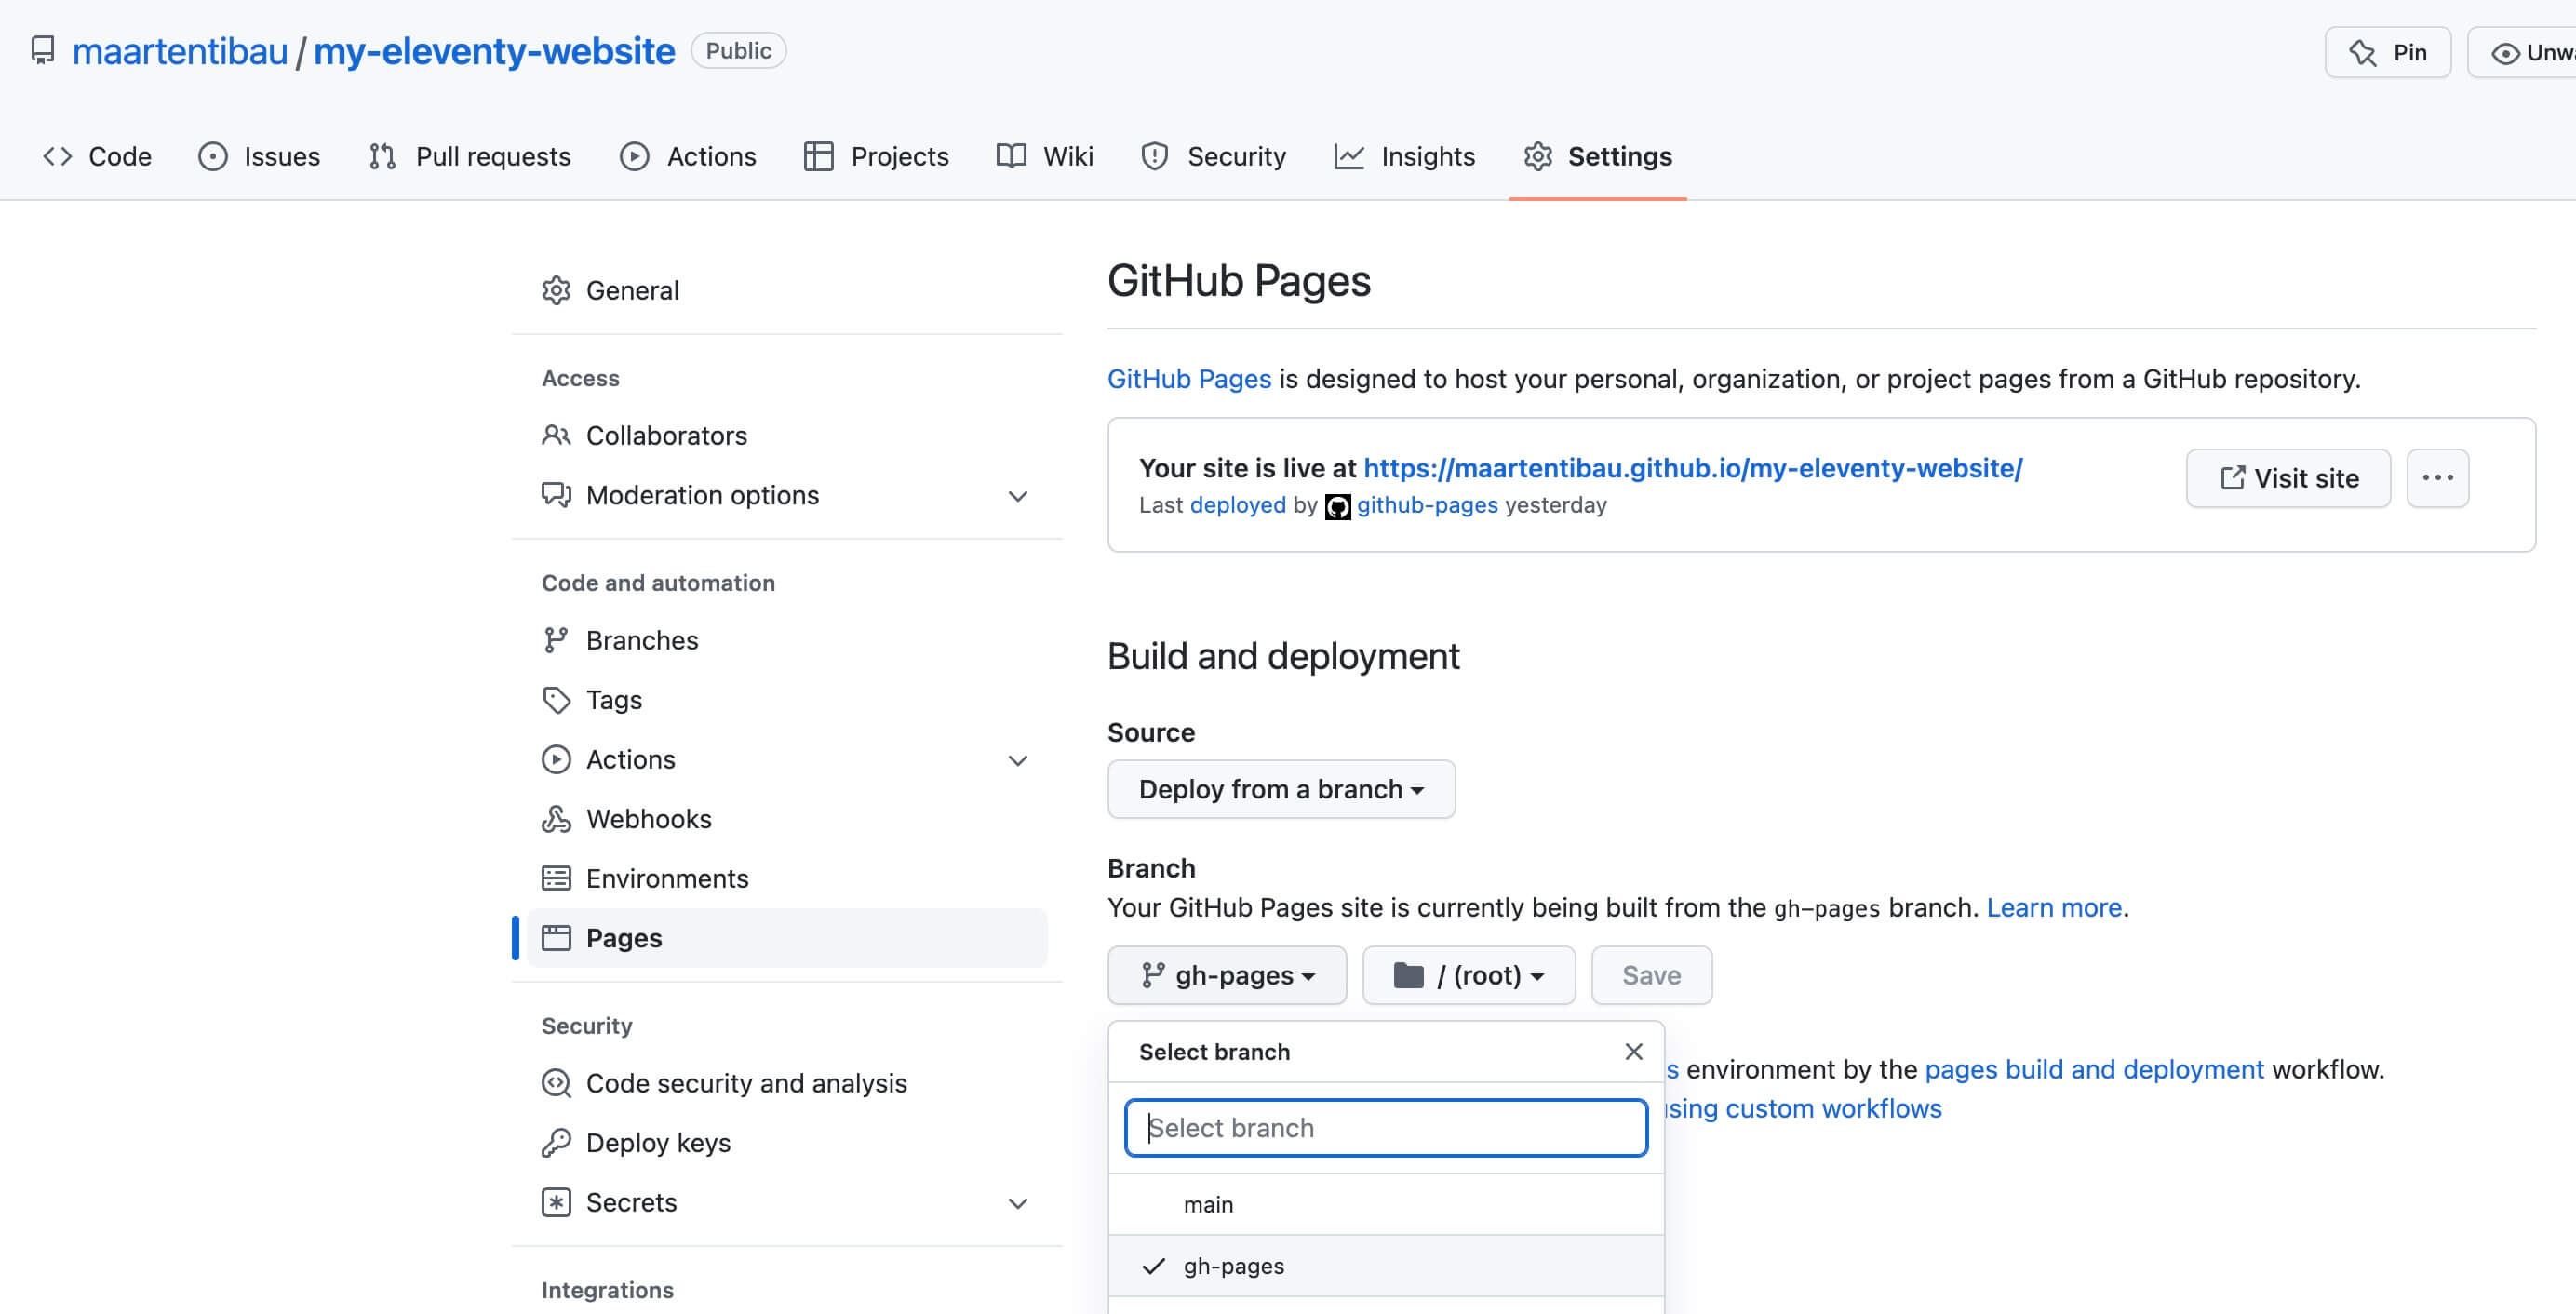 maartentibau / my-eleventy-website Public
Pin
Code Issues Pull requests Actions Projects Wiki Security Insights Settings
General
Access
Collaborators
Moderation options
Code and automation
Branches
Tags
Actions
Webhooks
Environments
Pages
Security
Code security and analysis
Deploy keys
Secrets
Integrations
GitHub Pages
GitHub Pages is designed to host your personal, organization, or project pages from a GitHub repository.
Your site is live at https://maartentibau.github.io/my-eleventy-website/
Last deployed by github-pages yesterday
Visit site
Build and deployment
Source
Deploy from a branch
Branch
Your GitHub Pages site is currently being built from the gh-pages branch. Learn more.
gh-pages / (root) Save
Select branch
environment by the pages build and deployment workflow.
custom workflows
Select branch
main
gh-pages